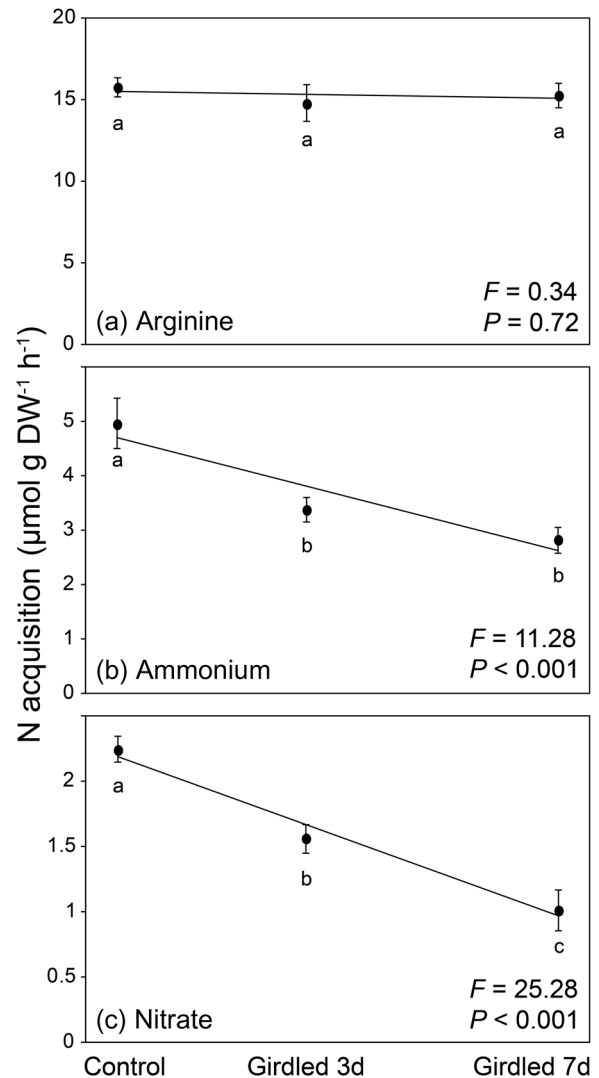 N acquisition (µmol g DW⁻¹ h⁻¹)
20
15
10
5
0
a
a
a
F = 0.34
P = 0.72
(a) Arginine
5
4
3
2
1
0
a
b
b
F = 11.28
P < 0.001
(b) Ammonium
2
1.5
1
0.5
0
a
b
c
F = 25.28
P < 0.001
(c) Nitrate
Control Girdled 3d Girdled 7d